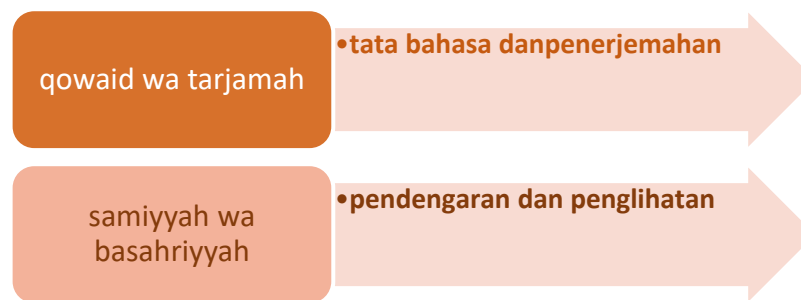 qowaid wa tarjamah
•tata bahasa danpenerjemahan
samiyyah wa
basahriyyah
•pendengaran dan penglihatan